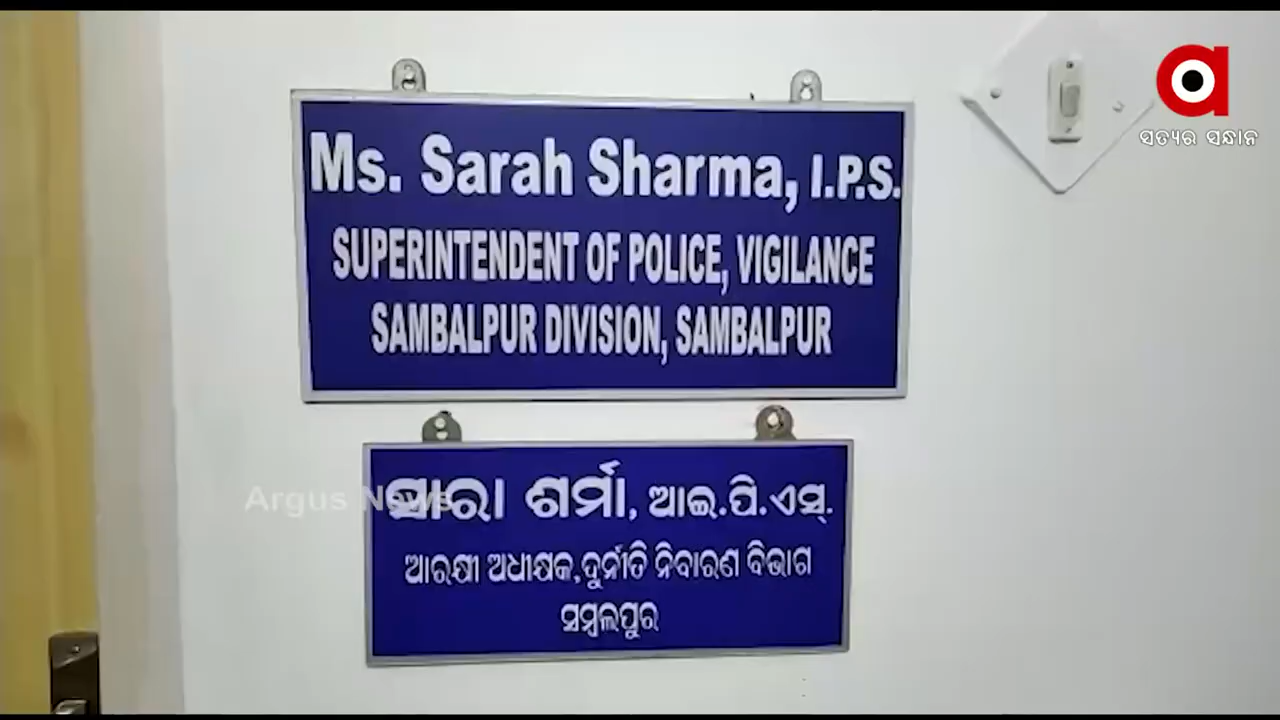 Ms. Sarah Sharma, I.P.S.
SUPERINTENDENT OF POLICE, VIGILANCE
SAMBALPUR DIVISION, SAMBALPUR
ସାରା ଶର୍ମା, ଆଇ.ପି.ଏସ୍.
ଆରକ୍ଷୀ ଅଧୀକ୍ଷକ,ଦୁର୍ନୀତି ନିବାରଣ ବିଭାଗ
ସମ୍ବଲପୁର
Argus News
ସତ୍ୟର ସନ୍ଧାନ